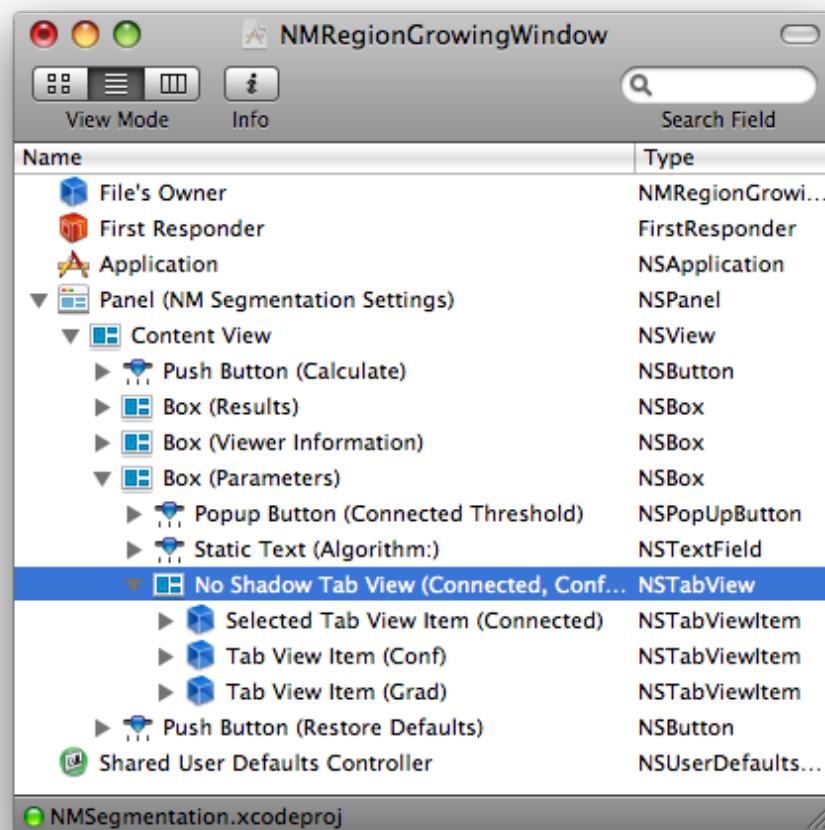 NMRegionGrowingWindow
View Mode Info Search Field
Name Type
File's Owner NMRegionGrowi...
First Responder FirstResponder
Application NSApplication
Panel (NM Segmentation Settings) NSPanel
Content View NSView
Push Button (Calculate) NSButton
Box (Results) NSBox
Box (Viewer Information) NSBox
Box (Parameters) NSBox
Popup Button (Connected Threshold) NSPopUpButton
Static Text (Algorithm:) NSTextField
No Shadow Tab View (Connected, Conf... NSTabView
Selected Tab View Item (Connected) NSTabViewItem
Tab View Item (Conf) NSTabViewItem
Tab View Item (Grad) NSTabViewItem
Push Button (Restore Defaults) NSButton
Shared User Defaults Controller NSUserDefaults...
NMSegmentation.xcodeproj